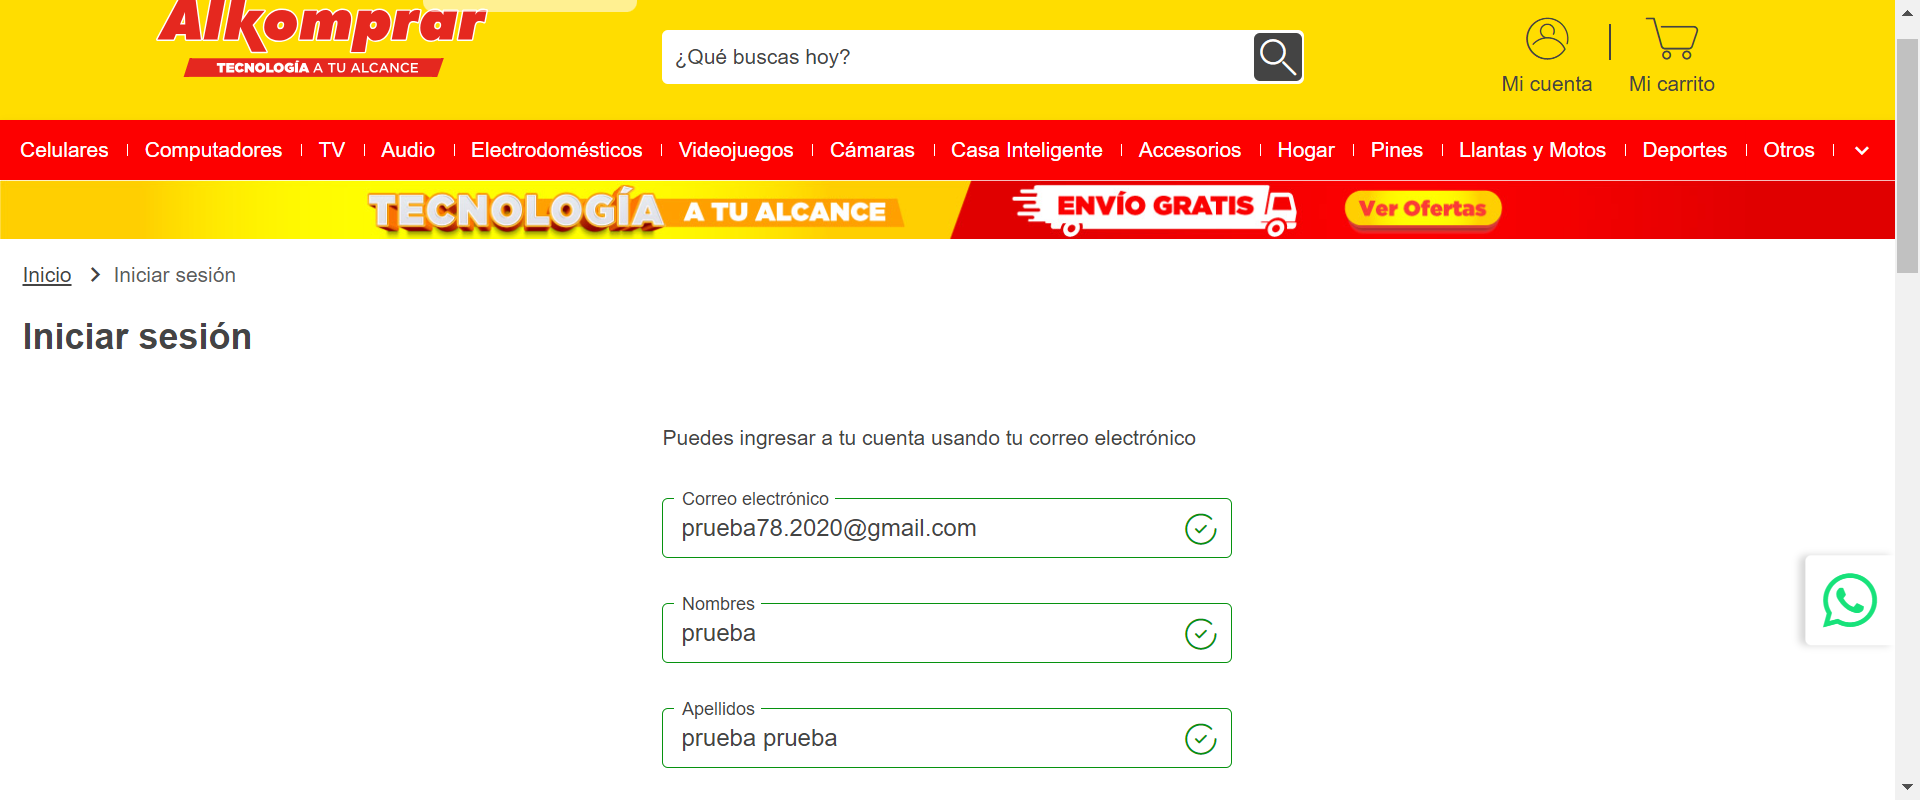 Alkomprar
TECNOLOGÍA A TU ALCANCE
¿Qué buscas hoy?
Mi cuenta
Mi carrito
Celulares
Computadores
TV
Audio
Electrodomésticos
Videojuegos
Cámaras
Casa Inteligente
Accesorios
Hogar
Pines
Llantas y Motos
Deportes
Otros
TECNOLOGÍA A TU ALCANCE
ENVÍO GRATIS
Ver Ofertas
Inicio
Iniciar sesión
Iniciar sesión
Puedes ingresar a tu cuenta usando tu correo electrónico
Correo electrónico
prueba78.2020@gmail.com
Nombres
prueba
Apellidos
prueba prueba